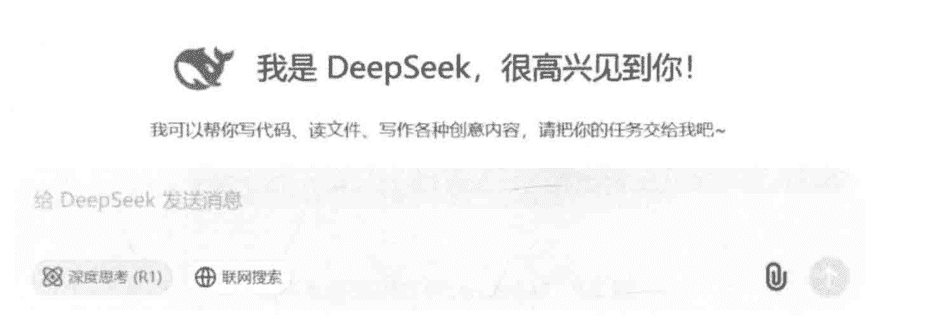 我是 DeepSeek，很高兴见到你！
我可以帮你写代码、读文件、写作各种创意内容，请把你的任务交给我吧~
给 DeepSeek 发送消息
深度思考 (R1) 联网搜索